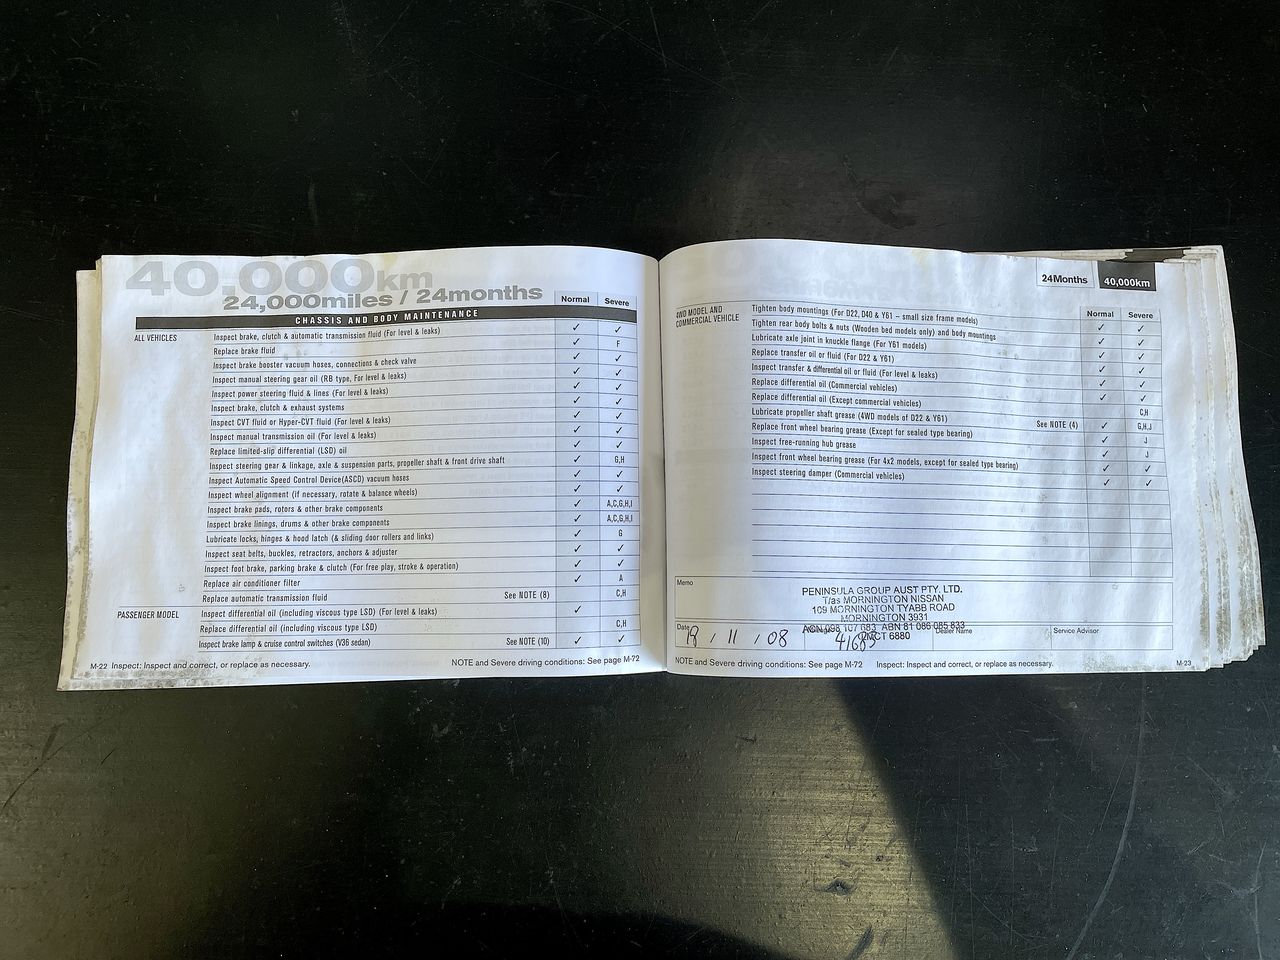 40,000km
24,000miles / 24months
Normal Severe
CHASSIS AND BODY MAINTENANCE
ALL VEHICLES
Inspect brake, clutch & automatic transmission fluid (For level & leaks) ✓ ✓
Replace brake fluid ✓ F
Inspect brake booster vacuum hoses, connections & check valve ✓ ✓
Inspect manual steering gear oil (RB type, For level & leaks) ✓ ✓
Inspect power steering fluid & lines (For level & leaks) ✓ ✓
Inspect brake, clutch & exhaust systems ✓ ✓
Inspect CVT fluid or Hyper-CVT fluid (For level & leaks) ✓ ✓
Inspect manual transmission oil (For level & leaks) ✓ ✓
Replace limited-slip differential (LSD) oil ✓ ✓
Inspect steering gear & linkage, axle & suspension parts, propeller shaft & front drive shaft ✓ G,H
Inspect Automatic Speed Control Device(ASCD) vacuum hoses ✓ ✓
Inspect wheel alignment (if necessary, rotate & balance wheels) ✓ ✓
Inspect brake pads, rotors & other brake components ✓ A,C,G,H,I
Inspect brake linings, drums & other brake components ✓ A,C,G,H,I
Lubricate locks, hinges & hood latch (& sliding door rollers and links) ✓ G
Inspect seat belts, buckles, retractors, anchors & adjuster ✓ ✓
Inspect foot brake, parking brake & clutch (For free play, stroke & operation) ✓ ✓
Replace air conditioner filter ✓ A
Replace automatic transmission fluid See NOTE (8) C,H
PASSENGER MODEL
Inspect differential oil (including viscous type LSD) (For level & leaks) ✓
Replace differential oil (including viscous type LSD) C,H
Inspect brake lamp & cruise control switches (V36 sedan) See NOTE (10) ✓ ✓
M-22 Inspect: Inspect and correct, or replace as necessary. NOTE and Severe driving conditions: See page M-72
24Months 40,000km
Normal Severe
4WD MODEL AND
COMMERCIAL VEHICLE
Tighten body mountings (For D22, D40 & Y61 – small size frame models) ✓ ✓
Tighten rear body bolts & nuts (Wooden bed models only) and body mountings ✓ ✓
Lubricate axle joint in knuckle flange (For Y61 models) ✓ ✓
Replace transfer oil or fluid (For D22 & Y61) ✓ ✓
Inspect transfer & differential oil or fluid (For level & leaks) ✓ ✓
Replace differential oil (Commercial vehicles) ✓ ✓
Replace differential oil (Except commercial vehicles) C,H
Lubricate propeller shaft grease (4WD models of D22 & Y61) See NOTE (4) ✓ G,H,J
Replace front wheel bearing grease (Except for sealed type bearing) ✓ J
Inspect free-running hub grease ✓ J
Inspect front wheel bearing grease (For 4x2 models, except for sealed type bearing) ✓ ✓
Inspect steering damper (Commercial vehicles) ✓ ✓
Memo
PENINSULA GROUP AUST PTY. LTD.
T/as MORNINGTON NISSAN
109 MORNINGTON TYABB ROAD
MORNINGTON 3931
ACN 098 107 683 ABN 81 086 085 833
LMCT 6880
Date 19 / 11 / 08 Dealer Name Service Advisor
NOTE and Severe driving conditions: See page M-72 Inspect: Inspect and correct, or replace as necessary. M-23